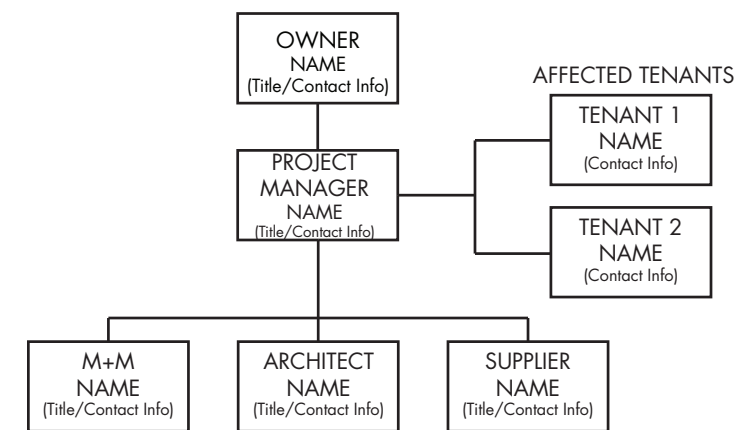 OWNER
NAME
(Title/Contact Info)
AFFECTED TENANTS
TENANT 1
NAME
(Contact Info)
PROJECT
MANAGER
NAME
(Title/Contact Info)
TENANT 2
NAME
(Contact Info)
M+M
NAME
(Title/Contact Info)
ARCHITECT
NAME
(Title/Contact Info)
SUPPLIER
NAME
(Title/Contact Info)